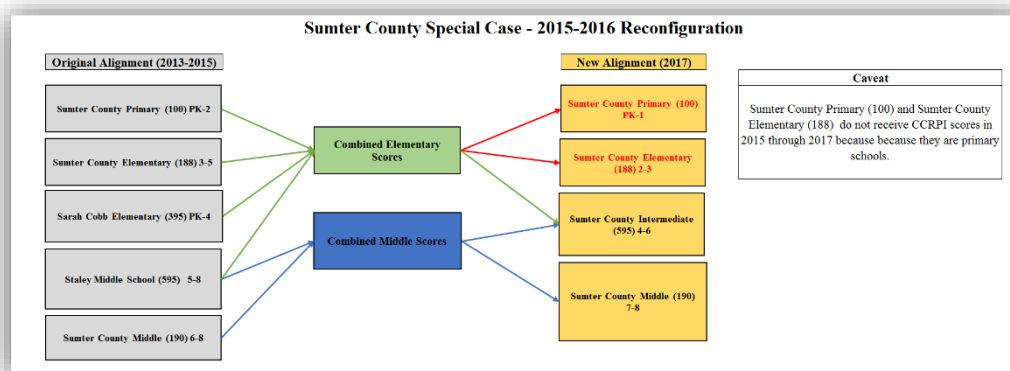 Sumter County Special Case - 2015-2016 Reconfiguration
Original Alignment (2013-2015)
Sumter County Primary (100) PK-2
Sumter County Elementary (188) 3-5
Sarah Cobb Elementary (395) PK-4
Staley Middle School (595) 5-8
Sumter County Middle (190) 6-8
Combined Elementary
Scores
Combined Middle Scores
New Alignment (2017)
Sumter County Primary (100)
PK-1
Sumter County Elementary
(188) 2-3
Sumter County Intermediate
(595) 4-6
Sumter County Middle (190)
7-8
Caveat
Sumter County Primary (100) and Sumter County
Elementary (188) do not receive CCRPI scores in
2015 through 2017 because because they are primary
schools.